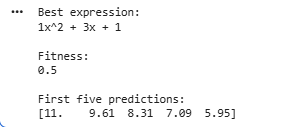 Best expression:
1x^2 + 3x + 1
Fitness:
0.5
First five predictions:
[11.   9.61 8.31 7.09 5.95]